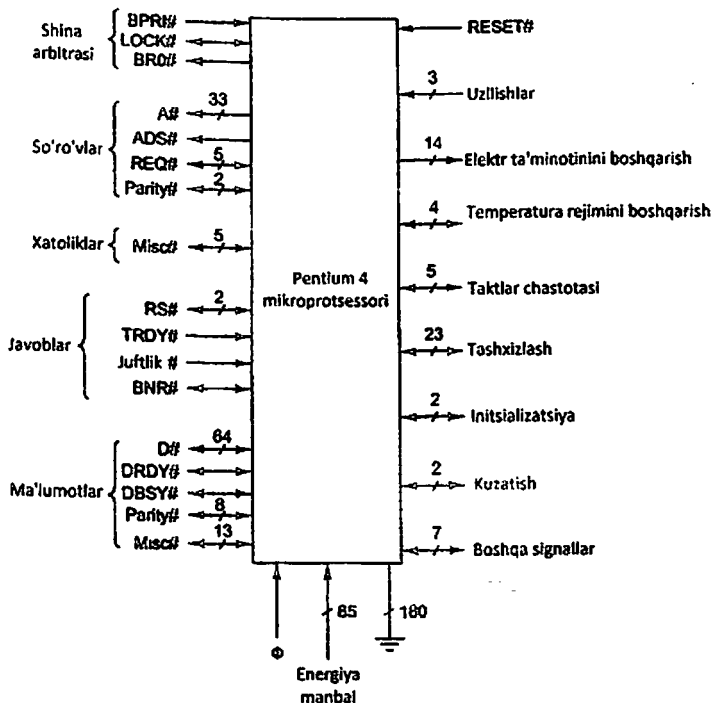 Shina
arbitrasi
BPRI#
LOCK#
BR0#
So'ro'vlar
A#
33
ADS#
REQ#
5
Parity#
2
Xatoliklar
Misc#
5
Javoblar
RS#
2
TRDY#
Juftlik #
BNR#
Ma'lumotlar
D#
64
DRDY#
DBSY#
Parity#
8
Misc#
13
Pentium 4
mikroprotsessori
RESET#
3
Uzilishlar
14
Elektr ta'minotinini boshqarish
4
Temperatura rejimini boshqarish
5
Taktlar chastotasi
23
Tashxizlash
2
Initsializatsiya
2
Kuzatish
7
Boshqa signallar
Φ
85
180
Energiya
manbai